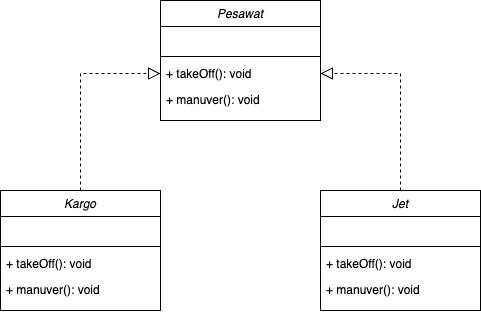 Pesawat
+ takeOff(): void
+ manuver(): void
Kargo
+ takeOff(): void
+ manuver(): void
Jet
+ takeOff(): void
+ manuver(): void